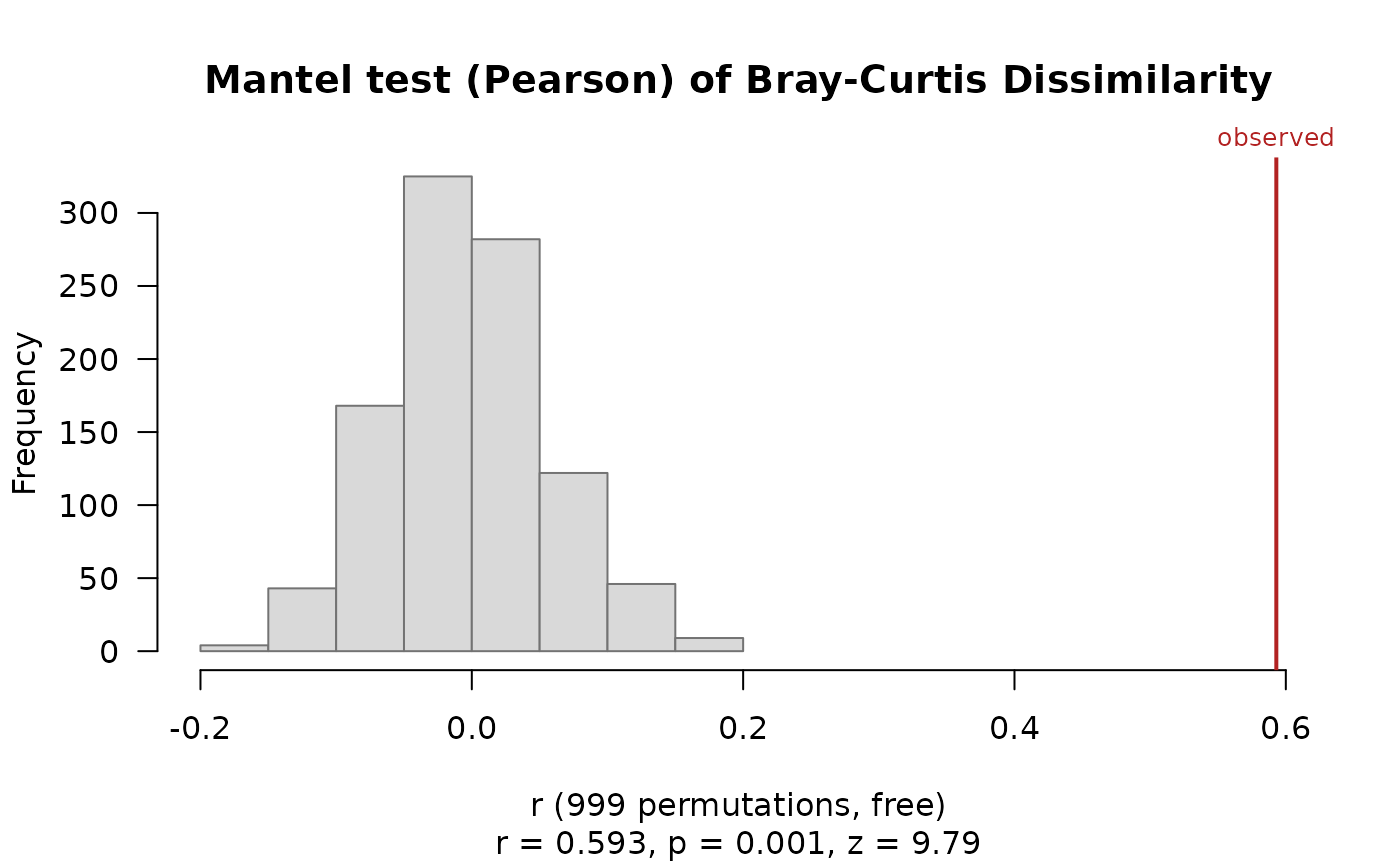 Mantel test (Pearson) of Bray-Curtis Dissimilarity
observed
Frequency
300
250
200
150
100
50
0
-0.2 0.0 0.2 0.4 0.6
r (999 permutations, free)
r = 0.593, p = 0.001, z = 9.79